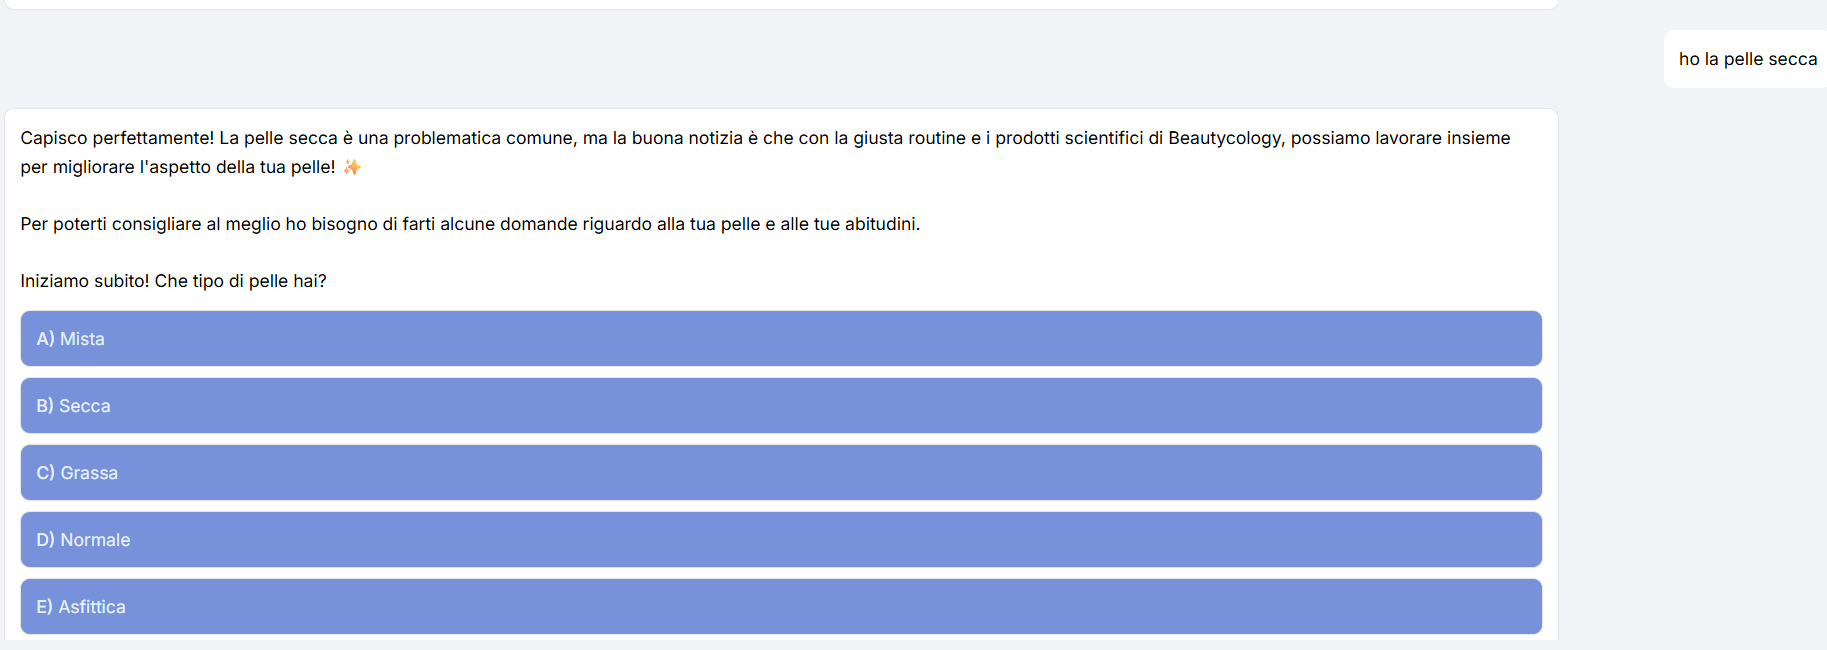 ho la pelle secca
Capisco perfettamente! La pelle secca è una problematica comune, ma la buona notizia è che con la giusta routine e i prodotti scientifici di Beautycology, possiamo lavorare insieme
per migliorare l'aspetto della tua pelle! ✨
Per poterti consigliare al meglio ho bisogno di farti alcune domande riguardo alla tua pelle e alle tue abitudini.
Iniziamo subito! Che tipo di pelle hai?
A) Mista
B) Secca
C) Grassa
D) Normale
E) Asfittica